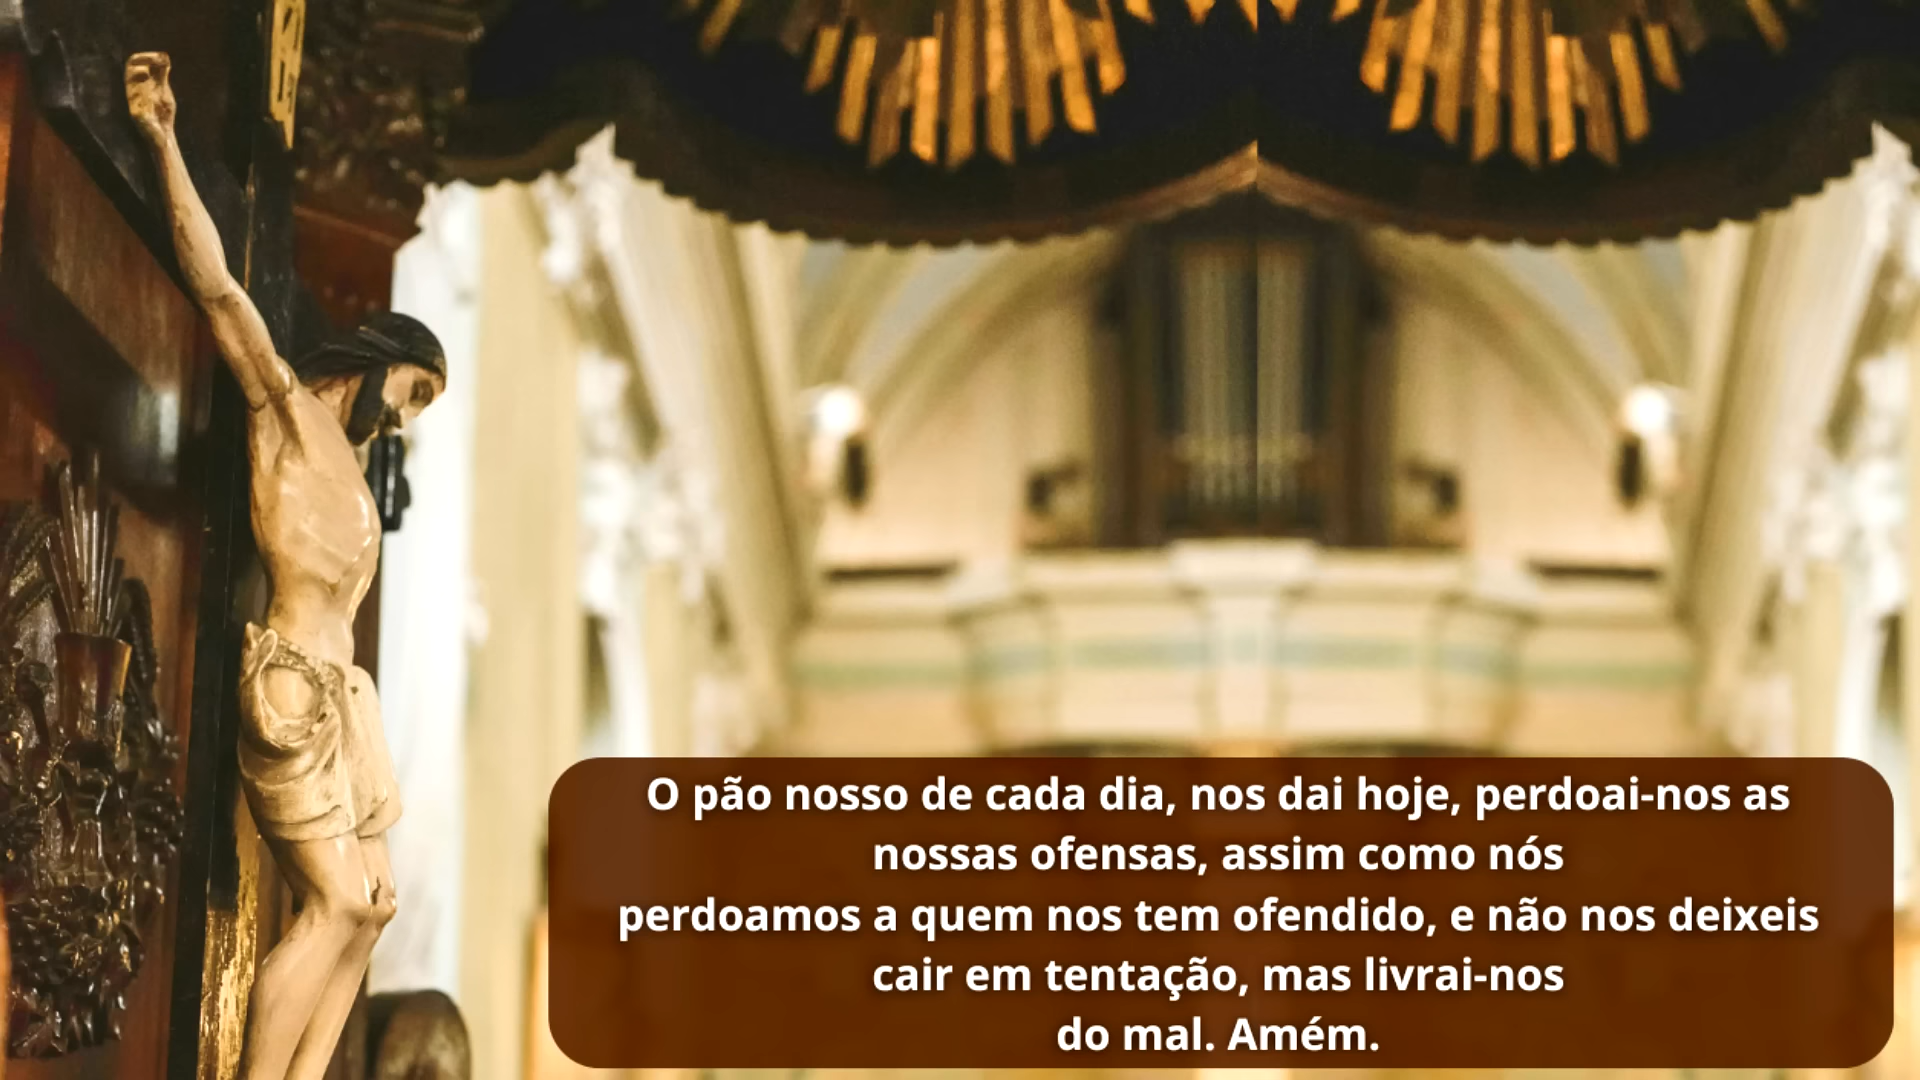 O pão nosso de cada dia, nos dai hoje, perdoai-nos as
nossas ofensas, assim como nós
perdoamos a quem nos tem ofendido, e não nos deixeis
cair em tentação, mas livrai-nos
do mal. Amém.